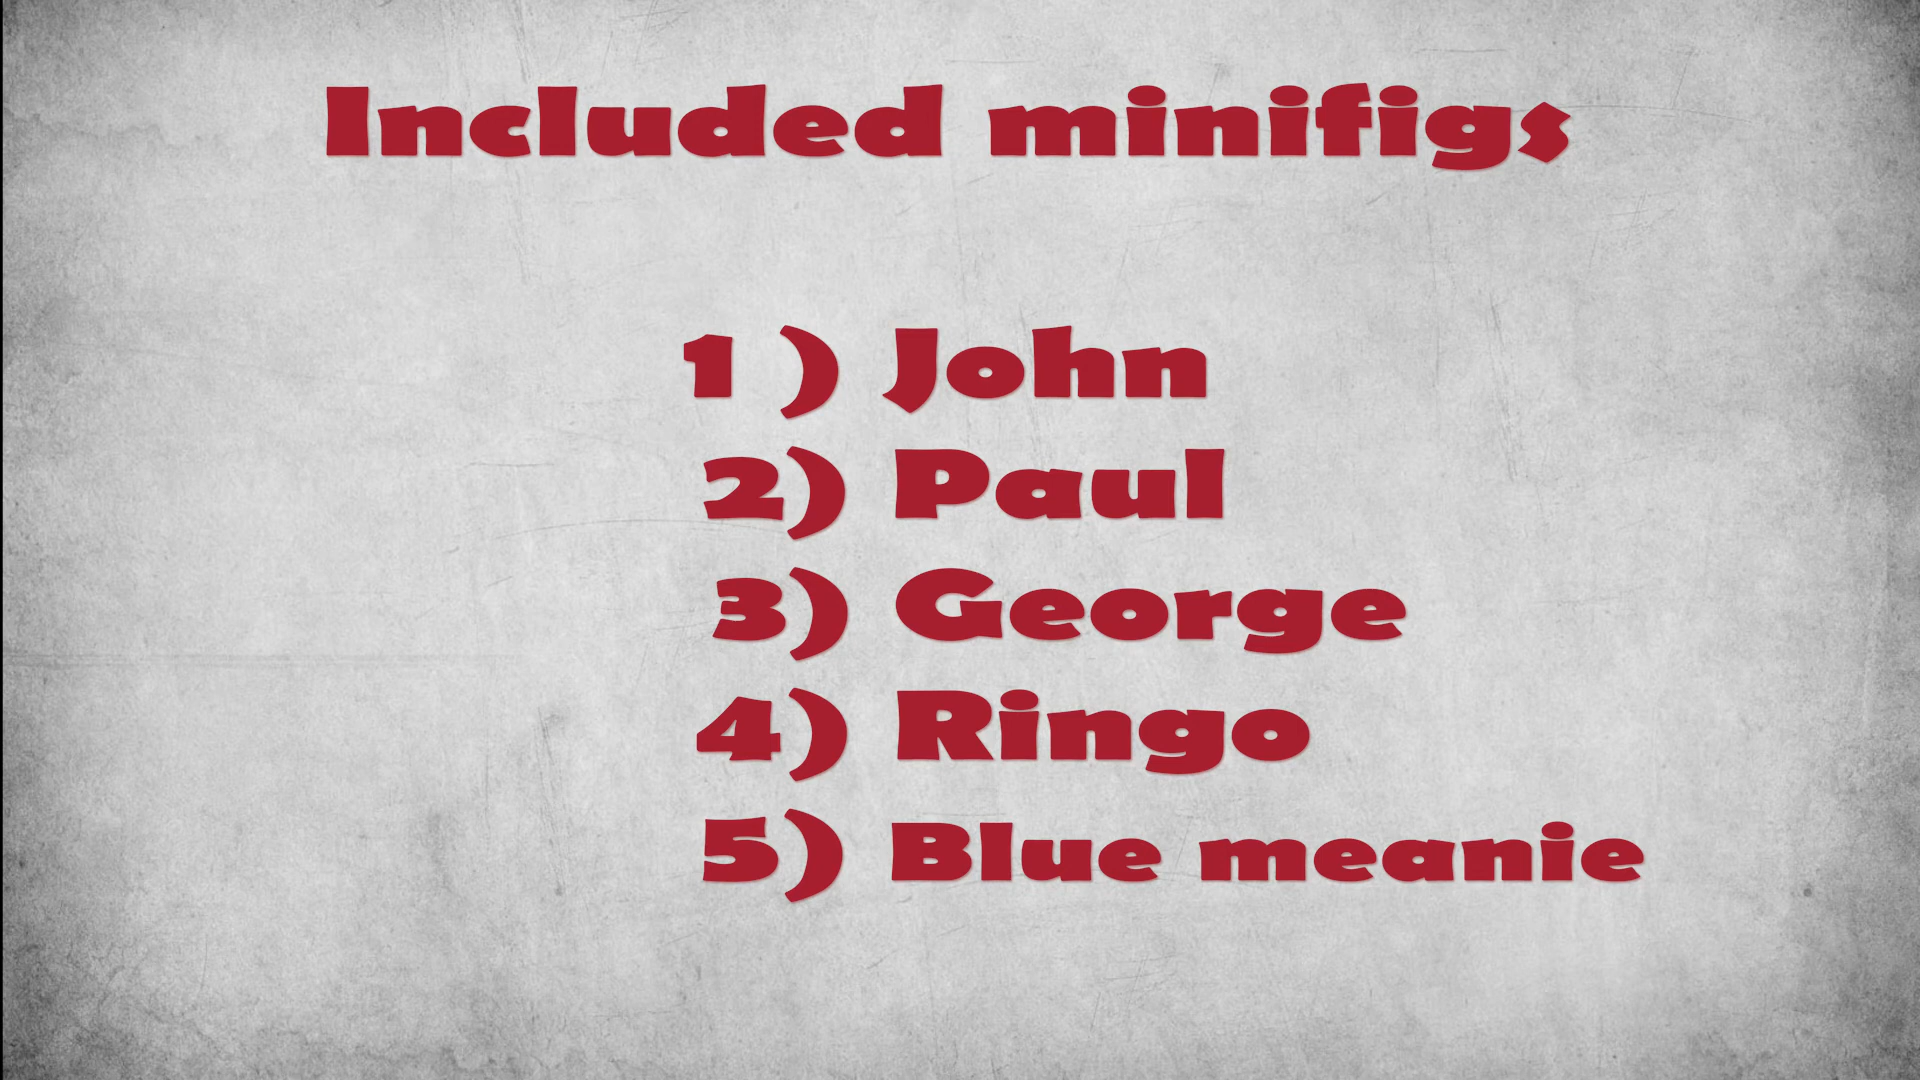 Included minifigs
1 ) John
2) Paul
3) George
4) Ringo
5) Blue meanie